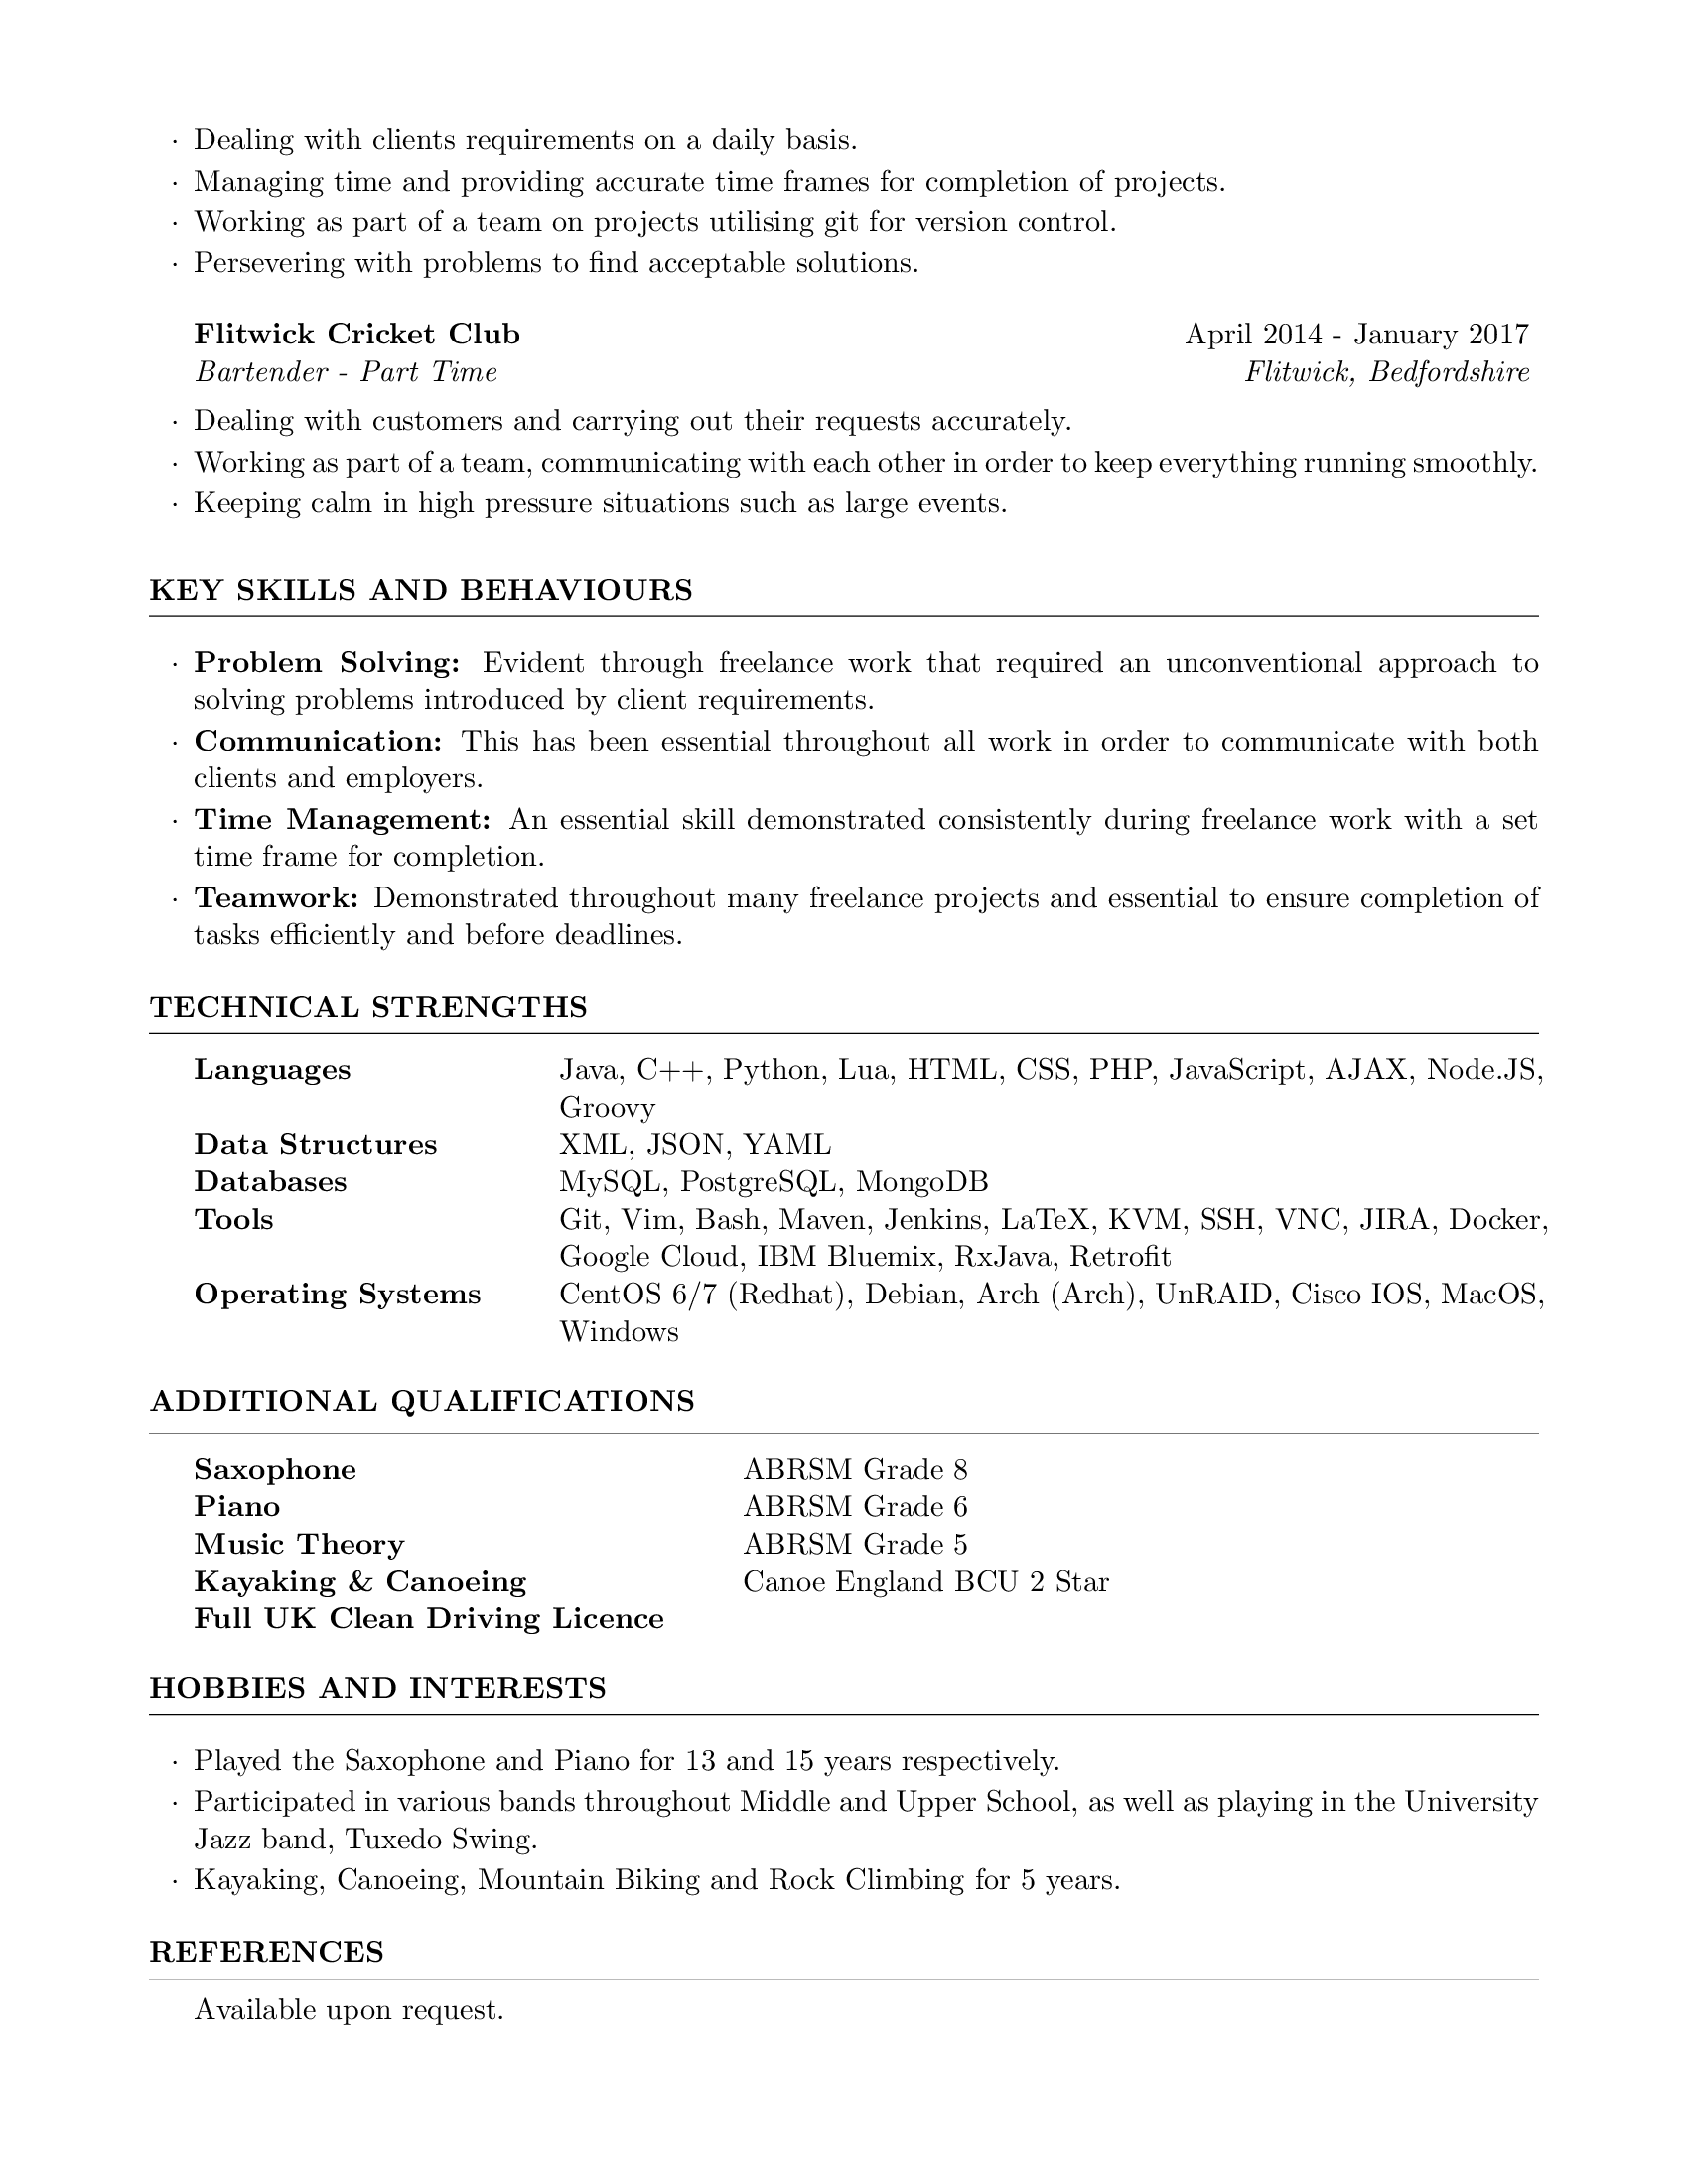 · Dealing with clients requirements on a daily basis.
· Managing time and providing accurate time frames for completion of projects.
· Working as part of a team on projects utilising git for version control.
· Persevering with problems to find acceptable solutions.
Flitwick Cricket Club April 2014 - January 2017
Bartender - Part Time Flitwick, Bedfordshire
· Dealing with customers and carrying out their requests accurately.
· Working as part of a team, communicating with each other in order to keep everything running smoothly.
· Keeping calm in high pressure situations such as large events.
KEY SKILLS AND BEHAVIOURS
· Problem Solving: Evident through freelance work that required an unconventional approach to
solving problems introduced by client requirements.
· Communication: This has been essential throughout all work in order to communicate with both
clients and employers.
· Time Management: An essential skill demonstrated consistently during freelance work with a set
time frame for completion.
· Teamwork: Demonstrated throughout many freelance projects and essential to ensure completion of
tasks efficiently and before deadlines.
TECHNICAL STRENGTHS
Languages Java, C++, Python, Lua, HTML, CSS, PHP, JavaScript, AJAX, Node.JS,
Groovy
Data Structures XML, JSON, YAML
Databases MySQL, PostgreSQL, MongoDB
Tools Git, Vim, Bash, Maven, Jenkins, LaTeX, KVM, SSH, VNC, JIRA, Docker,
Google Cloud, IBM Bluemix, RxJava, Retrofit
Operating Systems CentOS 6/7 (Redhat), Debian, Arch (Arch), UnRAID, Cisco IOS, MacOS,
Windows
ADDITIONAL QUALIFICATIONS
Saxophone ABRSM Grade 8
Piano ABRSM Grade 6
Music Theory ABRSM Grade 5
Kayaking & Canoeing Canoe England BCU 2 Star
Full UK Clean Driving Licence
HOBBIES AND INTERESTS
· Played the Saxophone and Piano for 13 and 15 years respectively.
· Participated in various bands throughout Middle and Upper School, as well as playing in the University
Jazz band, Tuxedo Swing.
· Kayaking, Canoeing, Mountain Biking and Rock Climbing for 5 years.
REFERENCES
Available upon request.